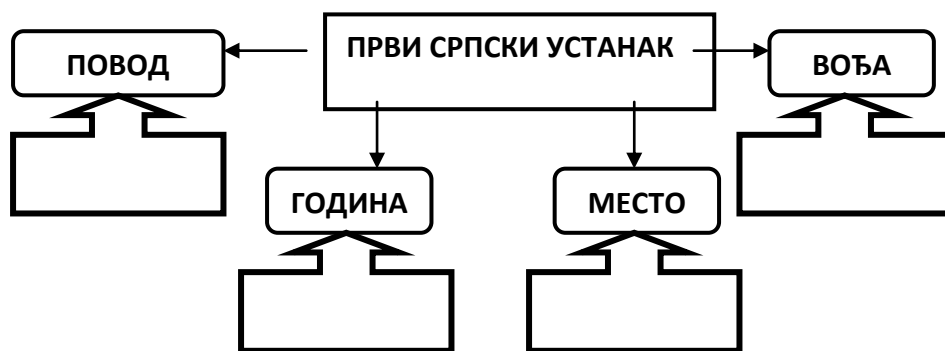 ПРВИ СРПСКИ УСТАНАК
ПОВОД
ВОЂА
ГОДИНА
МЕСТО